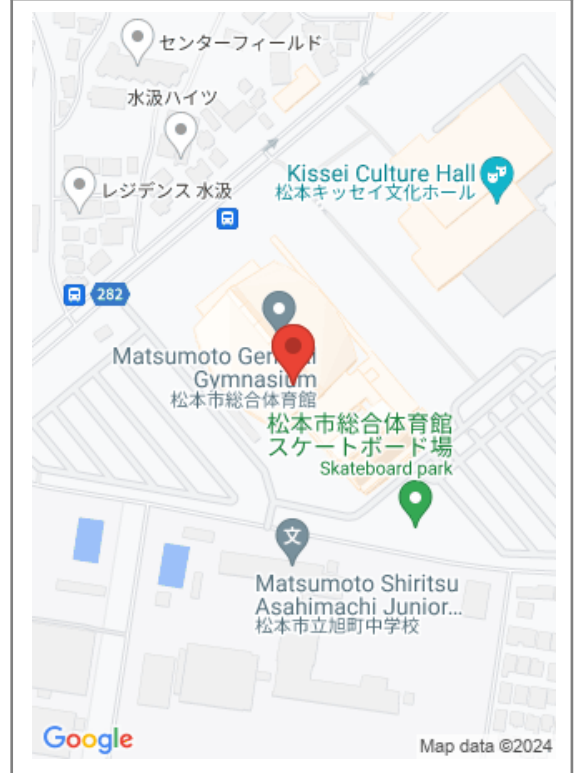 センターフィールド
水汲ハイツ
Kissei Culture Hall
松本キッセイ文化ホール
レジデンス 水汲
282
Matsumoto General
Gymnasium
松本市総合体育館
松本市総合体育館
スケートボード場
Skateboard park
文
Matsumoto Shiritsu
Asahimachi Junior...
松本市立旭町中学校
Google
Map data ©2024